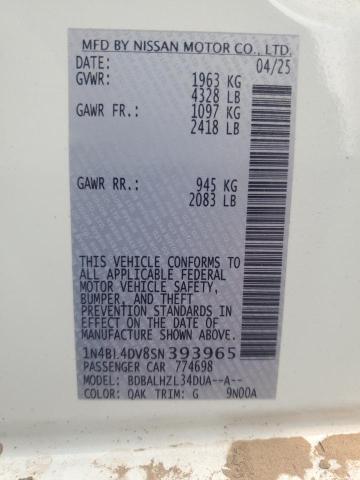 MFD BY NISSAN MOTOR CO., LTD.
DATE: 04/25
GVWR: 1963 KG
4328 LB
GAWR FR.: 1097 KG
2418 LB
GAWR RR.: 945 KG
2083 LB
THIS VEHICLE CONFORMS TO
ALL APPLICABLE FEDERAL
MOTOR VEHICLE SAFETY,
BUMPER, AND THEFT
PREVENTION STANDARDS IN
EFFECT ON THE DATE OF
MANUFACTURE SHOWN ABOVE.
1N4BL4DV8SN393965
PASSENGER CAR 774698
MODEL: BDBALHZL34DUA--A--
COLOR: QAK TRIM: G 9N00A